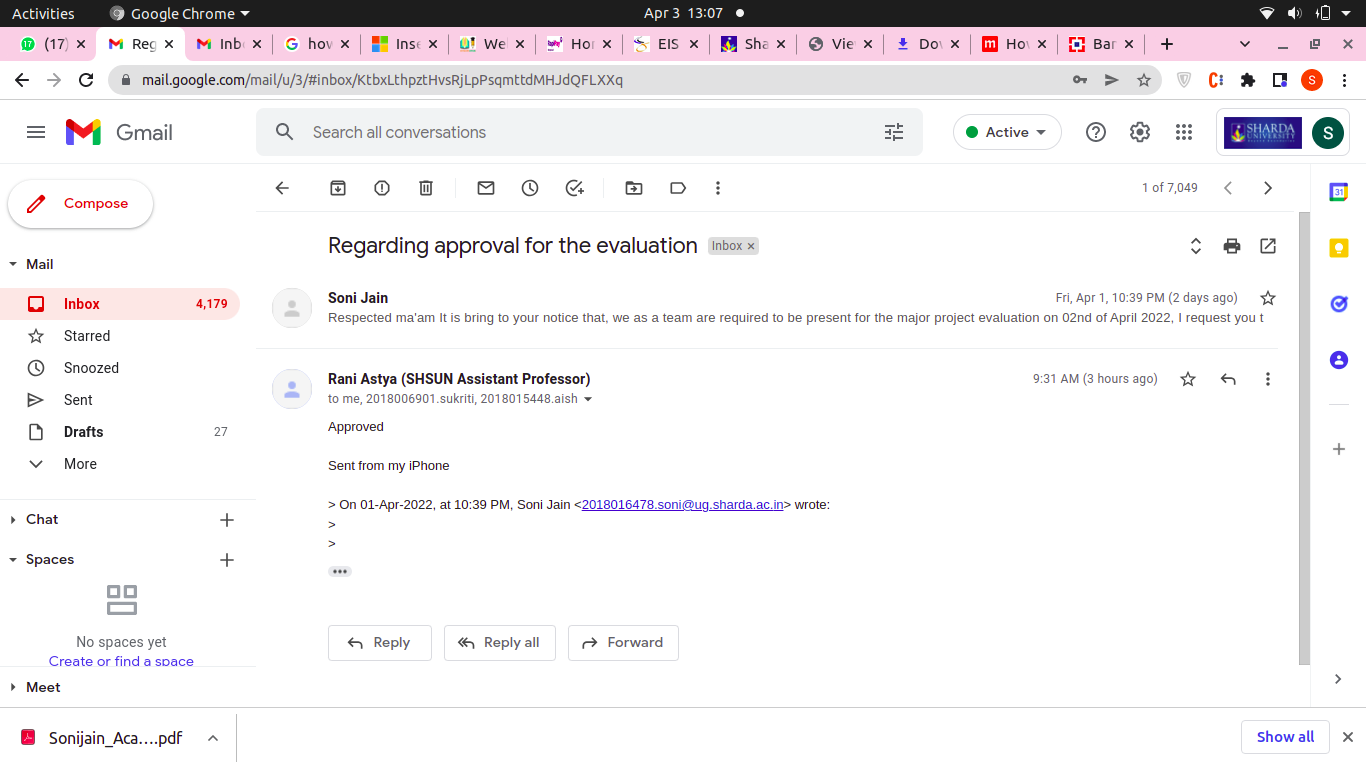 Activities Google Chrome Apr 3 13:07
(17) Reg Inb how Inse Wel Hor EIS Sha Viev Dov Hov Bar
mail.google.com/mail/u/3/#inbox/KtbxLthpztHvsRjLpPsqmttdMHJdQFLXXq S
Gmail Search all conversations Active SHARDA UNIVERSITY S
Compose 1 of 7,049
Mail
Inbox 4,179
Starred
Snoozed
Sent
Drafts 27
More
Chat
Spaces
No spaces yet
Create or find a space
Meet
Regarding approval for the evaluation Inbox ×
Soni Jain Fri, Apr 1, 10:39 PM (2 days ago)
Respected ma'am It is bring to your notice that, we as a team are required to be present for the major project evaluation on 02nd of April 2022, I request you t
Rani Astya (SHSUN Assistant Professor) 9:31 AM (3 hours ago)
to me, 2018006901.sukriti, 2018015448.aish
Approved
Sent from my iPhone
> On 01-Apr-2022, at 10:39 PM, Soni Jain <2018016478.soni@ug.sharda.ac.in> wrote:
>
>
Reply Reply all Forward
31
Sonijain_Aca....pdf Show all